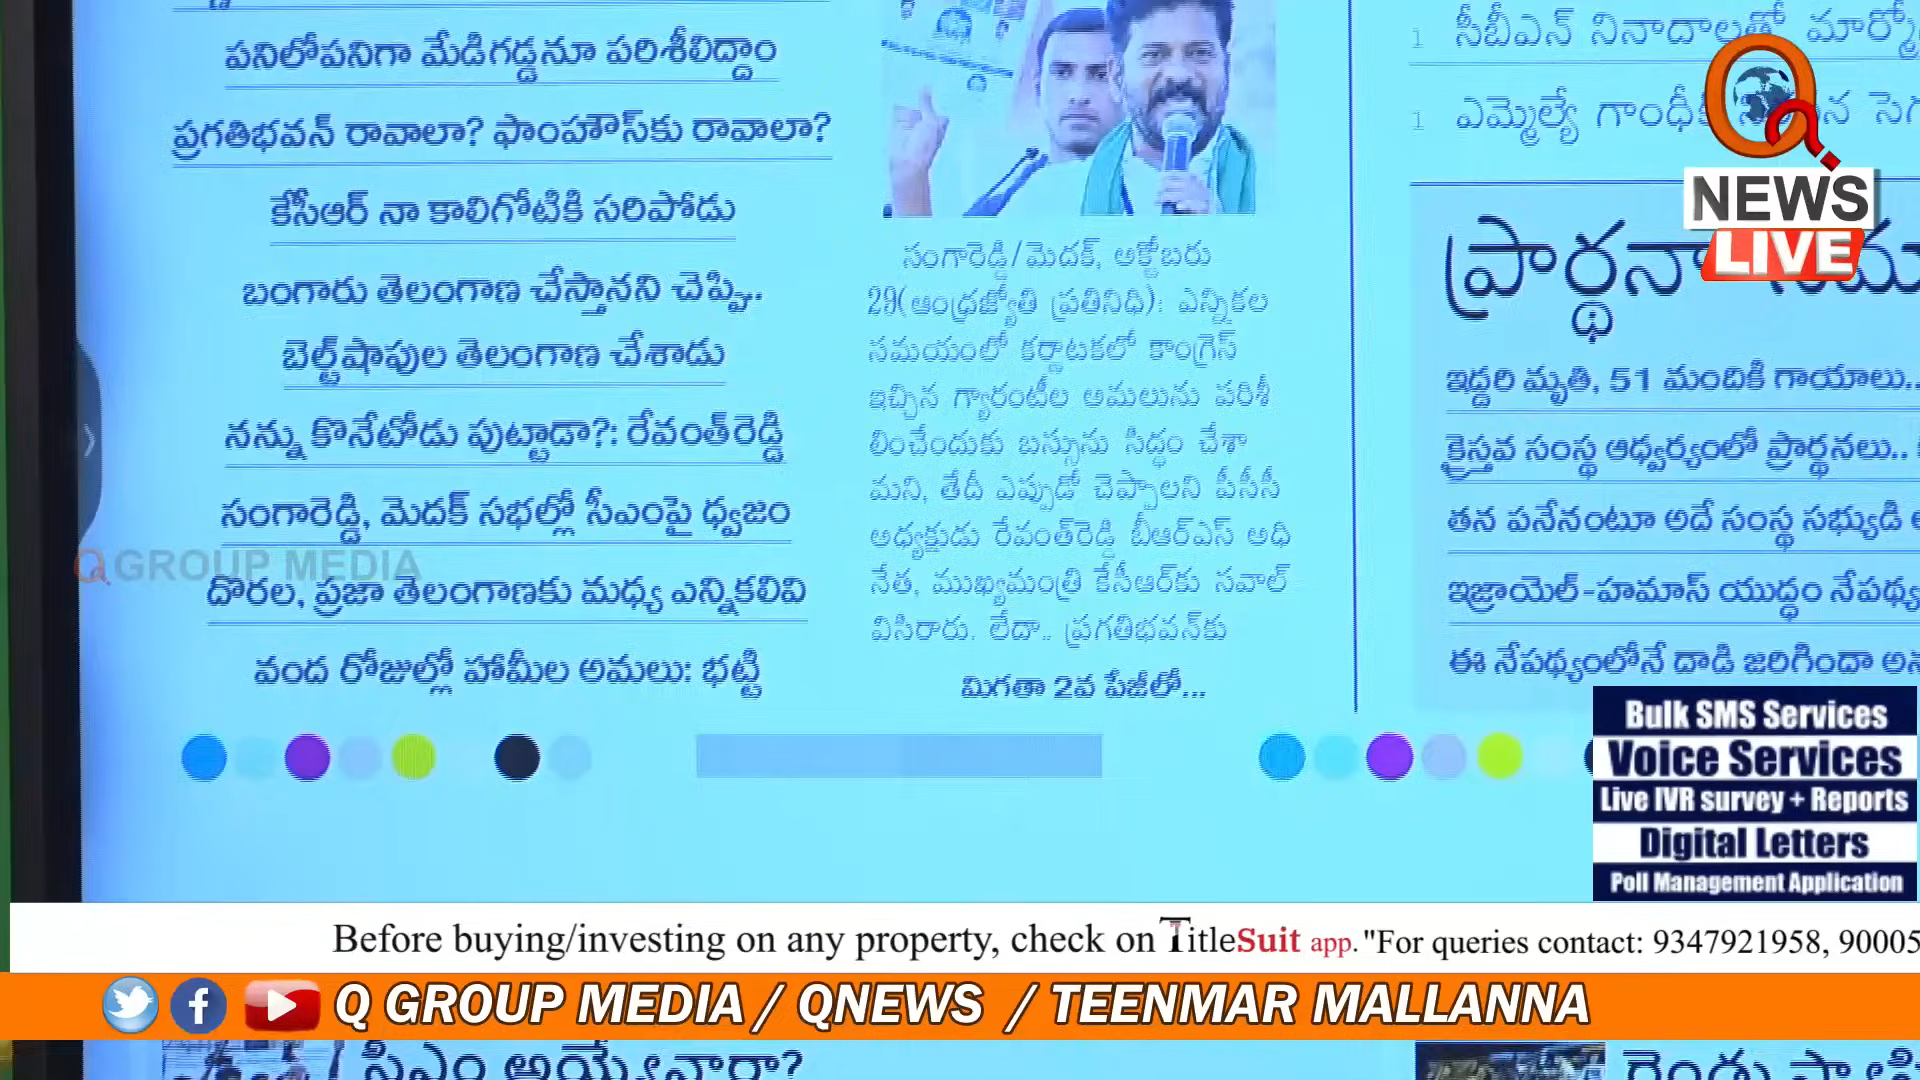 పనిలోపనిగా మేడిగడ్డనూ పరిశీలిద్దాం
ప్రగతిభవన్ రావాలా? ఫాంహౌస్‌కు రావాలా?
కేసీఆర్ నా కాలిగోటికి సరిపోడు
బంగారు తెలంగాణ చేస్తానని చెప్పి..
బెల్ట్‌షాపుల తెలంగాణ చేశాడు
నన్ను కొనేటోడు పుట్టాడా?: రేవంత్‌రెడ్డి
సంగారెడ్డి, మెదక్ సభల్లో సీఎంపై ధ్వజం
దొరల, ప్రజా తెలంగాణకు మధ్య ఎన్నికలివి
వంద రోజుల్లో హామీల అమలు: భట్టి
సంగారెడ్డి/మెదక్, అక్టోబరు
29(ఆంధ్రజ్యోతి ప్రతినిధి): ఎన్నికల
సమయంలో కర్ణాటకలో కాంగ్రెస్
ఇచ్చిన గ్యారంటీల అమలును పరిశీ
లించేందుకు బస్సును సిద్ధం చేశా
మని, తేదీ ఎప్పుడో చెప్పాలని పీసీసీ
అధ్యక్షుడు రేవంత్‌రెడ్డి బీఆర్ఎస్ అధి
నేత, ముఖ్యమంత్రి కేసీఆర్‌కు సవాల్
విసిరారు. లేదా.. ప్రగతిభవన్‌కు
మిగతా 2వ పేజీలో...
1 సీబీఎన్ నినాదాలతో
1 ఎమ్మెల్యే
ఇద్దరి మృతి, 51 మందికి గాయాలు..
క్రైస్తవ సంస్థ ఆధ్వర్యంలో ప్రార్థనలు..
తన పనేనంటూ అదే సంస్థ సభ్యుడి
ఇజ్రాయెల్-హమాస్ యుద్ధం
ఈ నేపథ్యంలోనే దాడి జరిగిందా
Q NEWS
LIVE
Q GROUP MEDIA
Bulk SMS Services
Voice Services
Live IVR survey + Reports
Digital Letters
Poll Management Application
Before buying/investing on any property, check on TitleSuit app. "For queries contact: 9347921958, 90005
Q GROUP MEDIA / QNEWS / TEENMAR MALLANNA